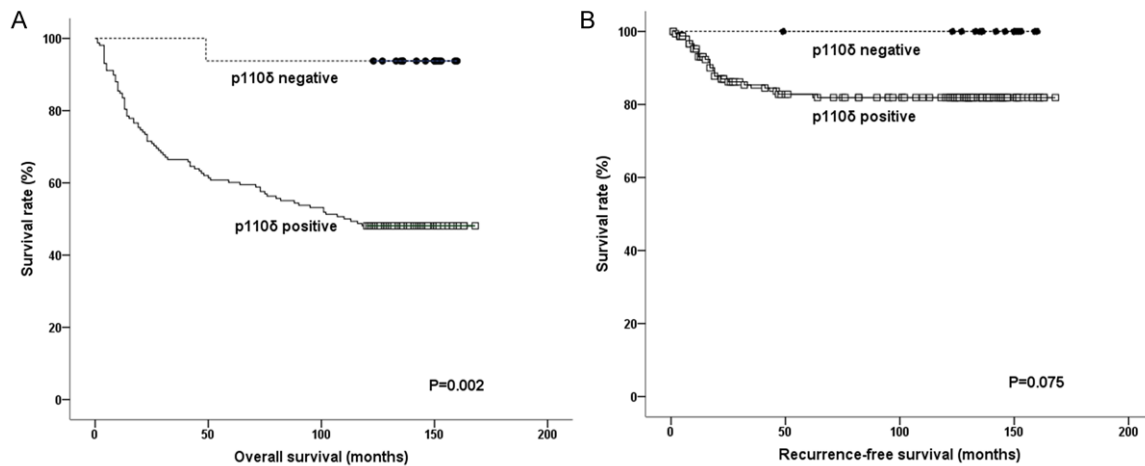 A
Survival rate (%)
100
80
60
40
20
0
p110δ negative
p110δ positive
P=0.002
0 50 100 150 200
Overall survival (months)
B
Survival rate (%)
100
80
60
40
20
0
p110δ negative
p110δ positive
P=0.075
0 50 100 150 200
Recurrence-free survival (months)